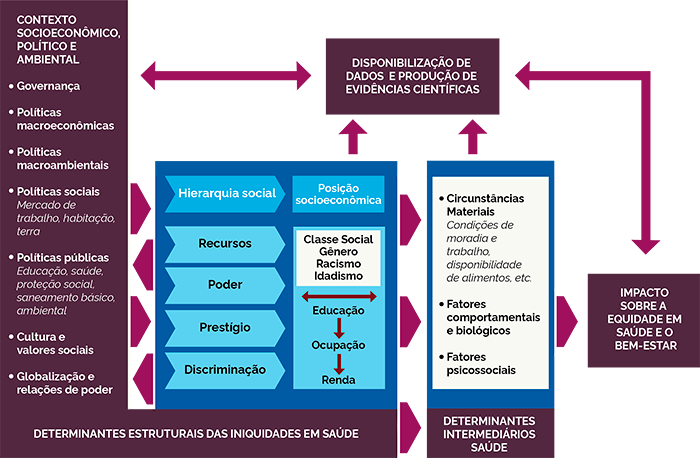 CONTEXTO
SOCIOECONÔMICO,
POLÍTICO E
AMBIENTAL
• Governança
• Políticas
macroeconômicas
• Políticas
macroambientais
• Políticas sociais
Mercado de
trabalho, habitação,
terra
• Políticas públicas
Educação, saúde,
proteção social,
saneamento básico,
ambiental
• Cultura e
valores sociais
• Globalização e
relações de poder
DISPONIBILIZAÇÃO DE
DADOS E PRODUÇÃO DE
EVIDÊNCIAS CIENTÍFICAS
Hierarquia social
Recursos
Poder
Prestígio
Discriminação
Posição
socioeconômica
Classe Social
Gênero
Racismo
Idadismo
Educação
Ocupação
Renda
DETERMINANTES ESTRUTURAIS DAS INIQUIDADES EM SAÚDE
• Circunstâncias
Materiais
Condições de
moradia e
trabalho,
disponibilidade
de alimentos, etc.
• Fatores
comportamentais
e biológicos
• Fatores
psicossociais
DETERMINANTES
INTERMEDIÁRIOS
SAÚDE
IMPACTO
SOBRE A
EQUIDADE EM
SAÚDE E O
BEM-ESTAR